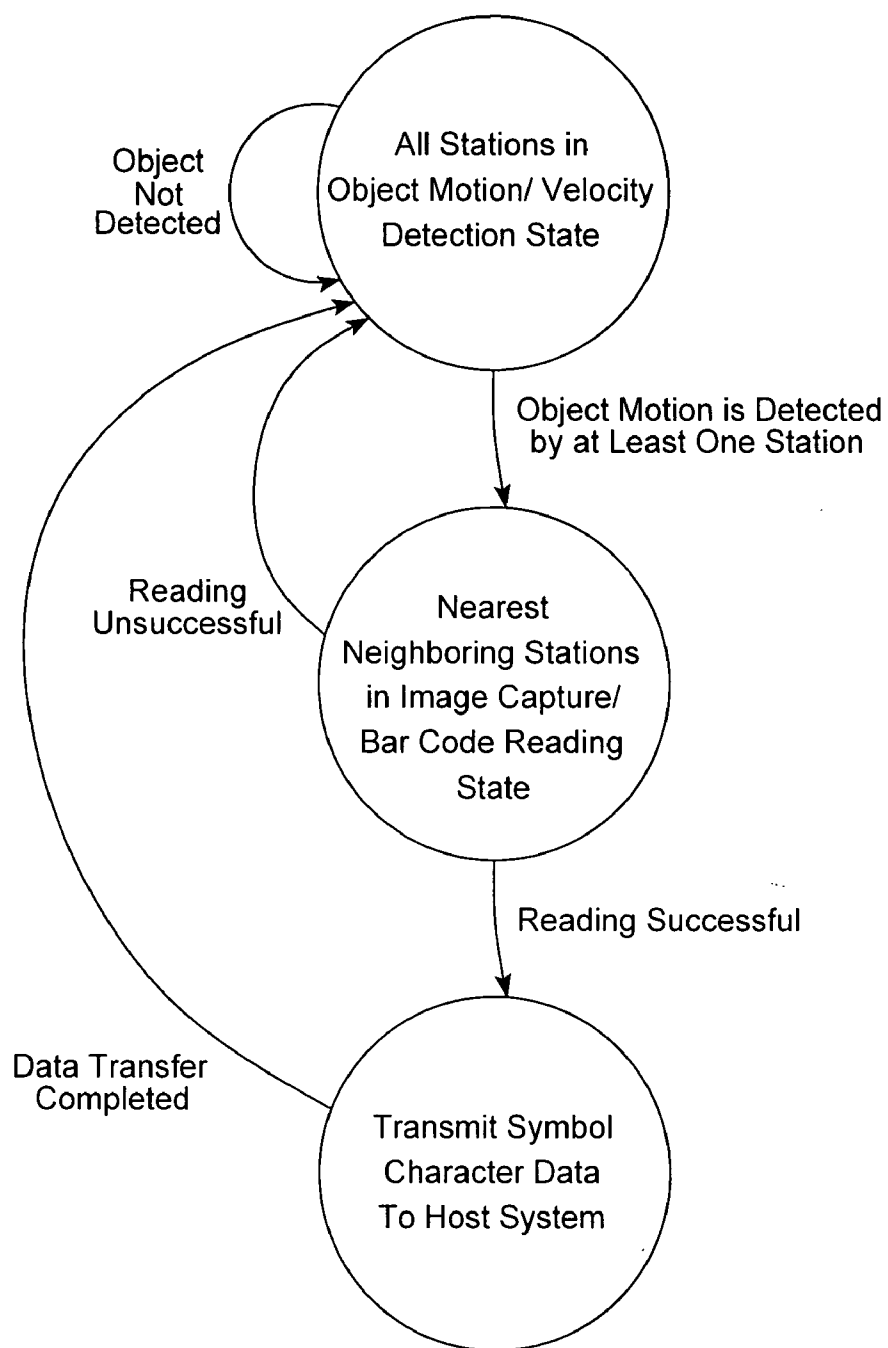 All Stations in
Object Motion/ Velocity
Detection State
Object
Not
Detected
Object Motion is Detected
by at Least One Station
Reading
Unsuccessful
Nearest
Neighboring Stations
in Image Capture/
Bar Code Reading
State
Reading Successful
Data Transfer
Completed
Transmit Symbol
Character Data
To Host System